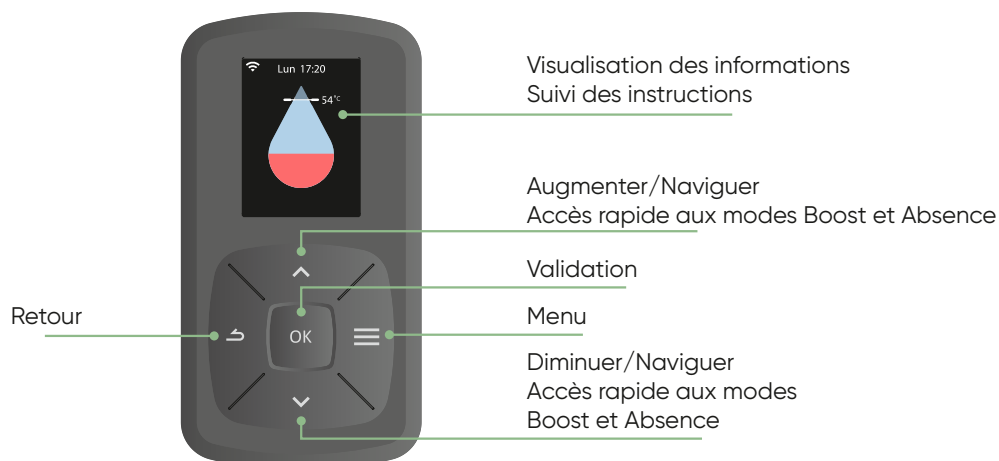 Lun 17:20
54°C
Visualisation des informations
Suivi des instructions
Augmenter/Naviguer
Accès rapide aux modes Boost et Absence
Validation
Retour
OK
Menu
Diminuer/Naviguer
Accès rapide aux modes
Boost et Absence